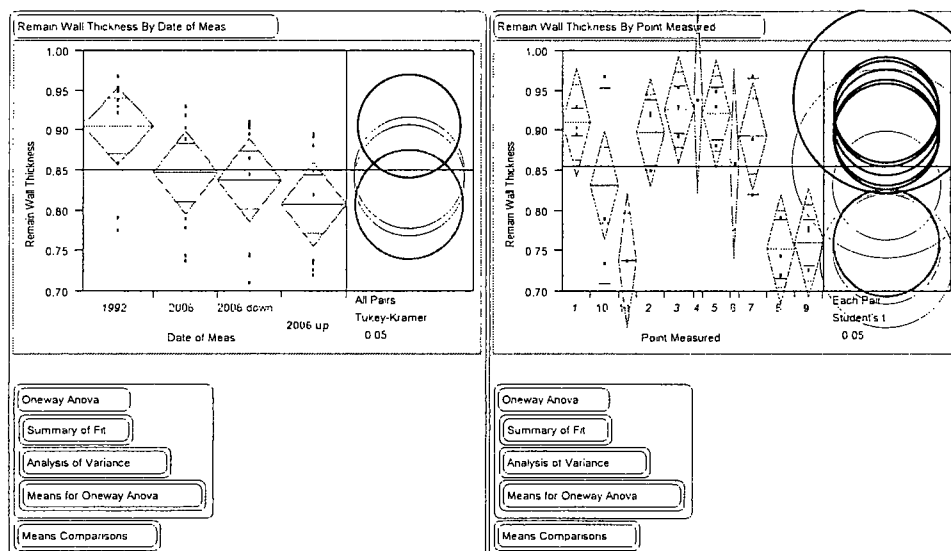 Remain Wall Thickness By Date of Meas
1.00
0.95
0.90
0.85
0.80
0.75
0.70
Remain Wall Thickness
1992
2006
2006 down
2006 up
Date of Meas
All Pairs
Tukey-Kramer
0.05
Oneway Anova
Summary of Fit
Analysis of Variance
Means for Oneway Anova
Means Comparisons
Remain Wall Thickness By Point Measured
1.00
0.95
0.90
0.85
0.80
0.75
0.70
Remain Wall Thickness
1 10 11 2 3 4 5 6 7 8 9
Point Measured
Each Pair
Student's t
0.05
Oneway Anova
Summary of Fit
Analysis of Variance
Means for Oneway Anova
Means Comparisons